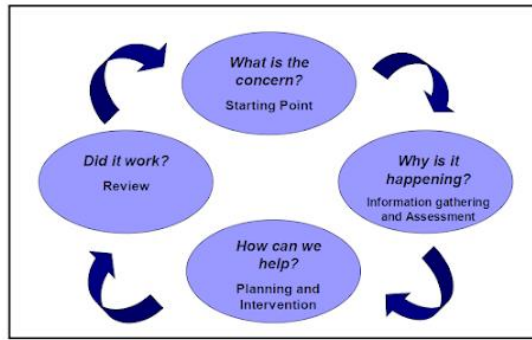 What is the
concern?
Starting Point
Why is it
happening?
Information gathering
and Assessment
How can we
help?
Planning and
Intervention
Did it work?
Review